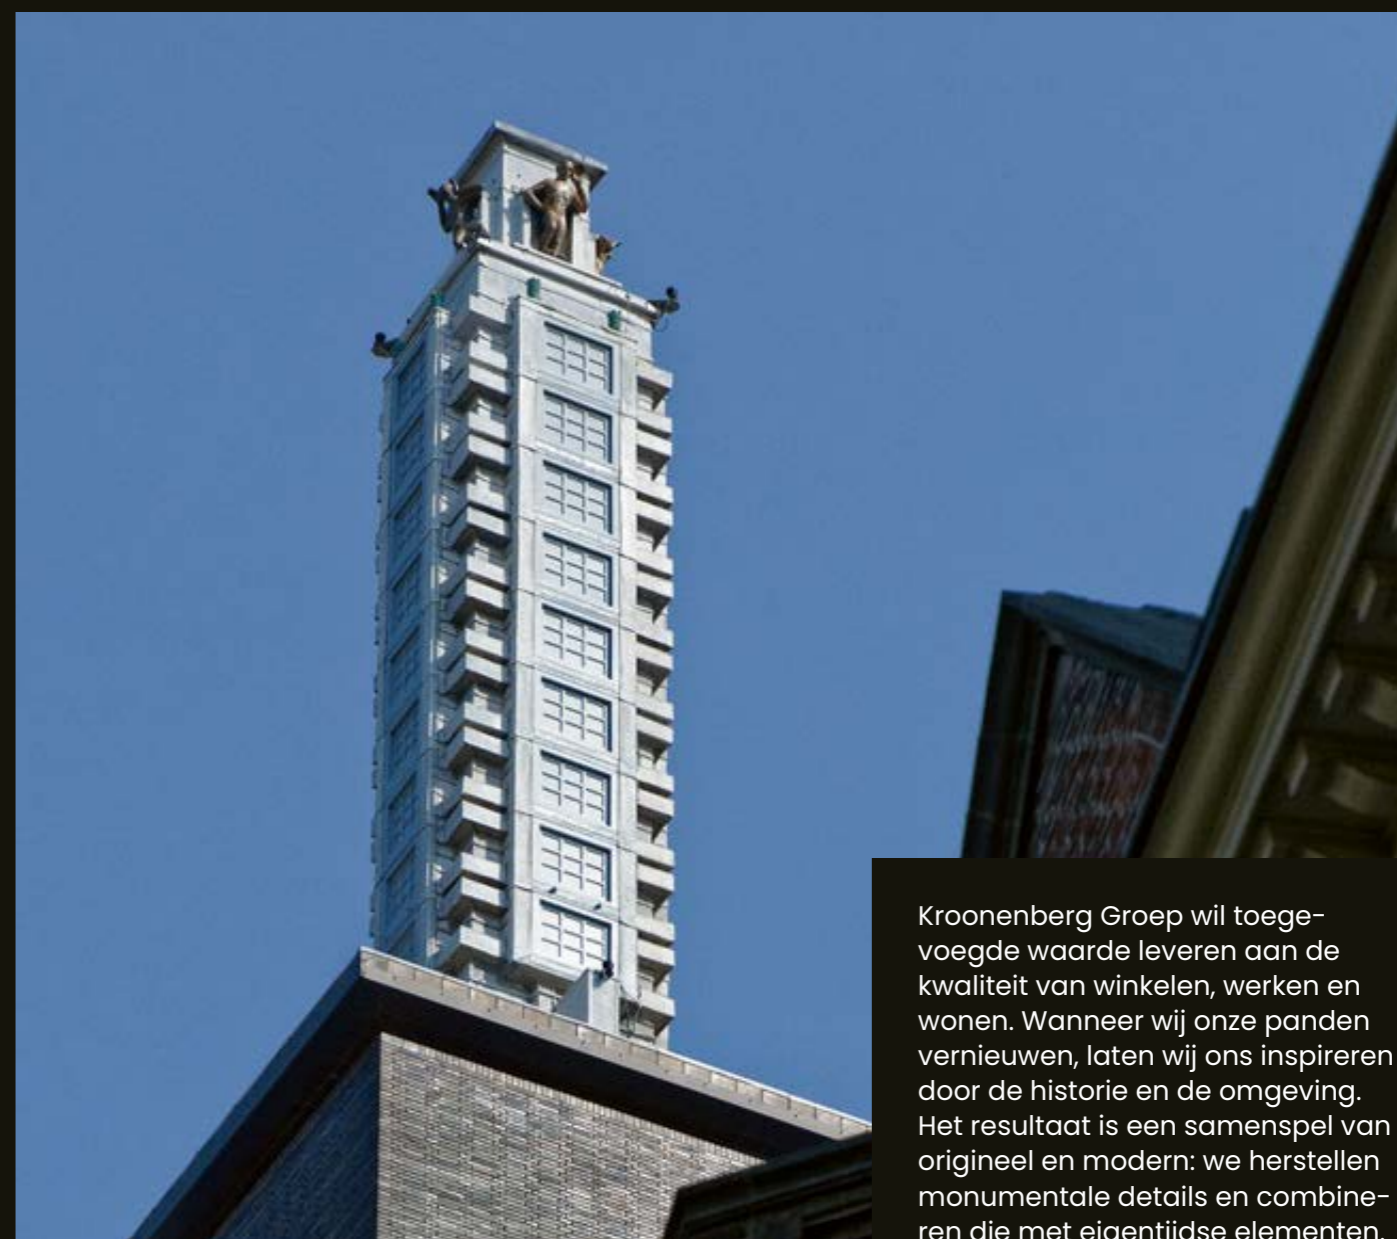 Kroonenberg Groep wil toege-
voegde waarde leveren aan de
kwaliteit van winkelen, werken en
wonen. Wanneer wij onze panden
vernieuwen, laten wij ons inspireren
door de historie en de omgeving.
Het resultaat is een samenspel van
origineel en modern: we herstellen
monumentale details en combine-
ren die met eigentijdse elementen.